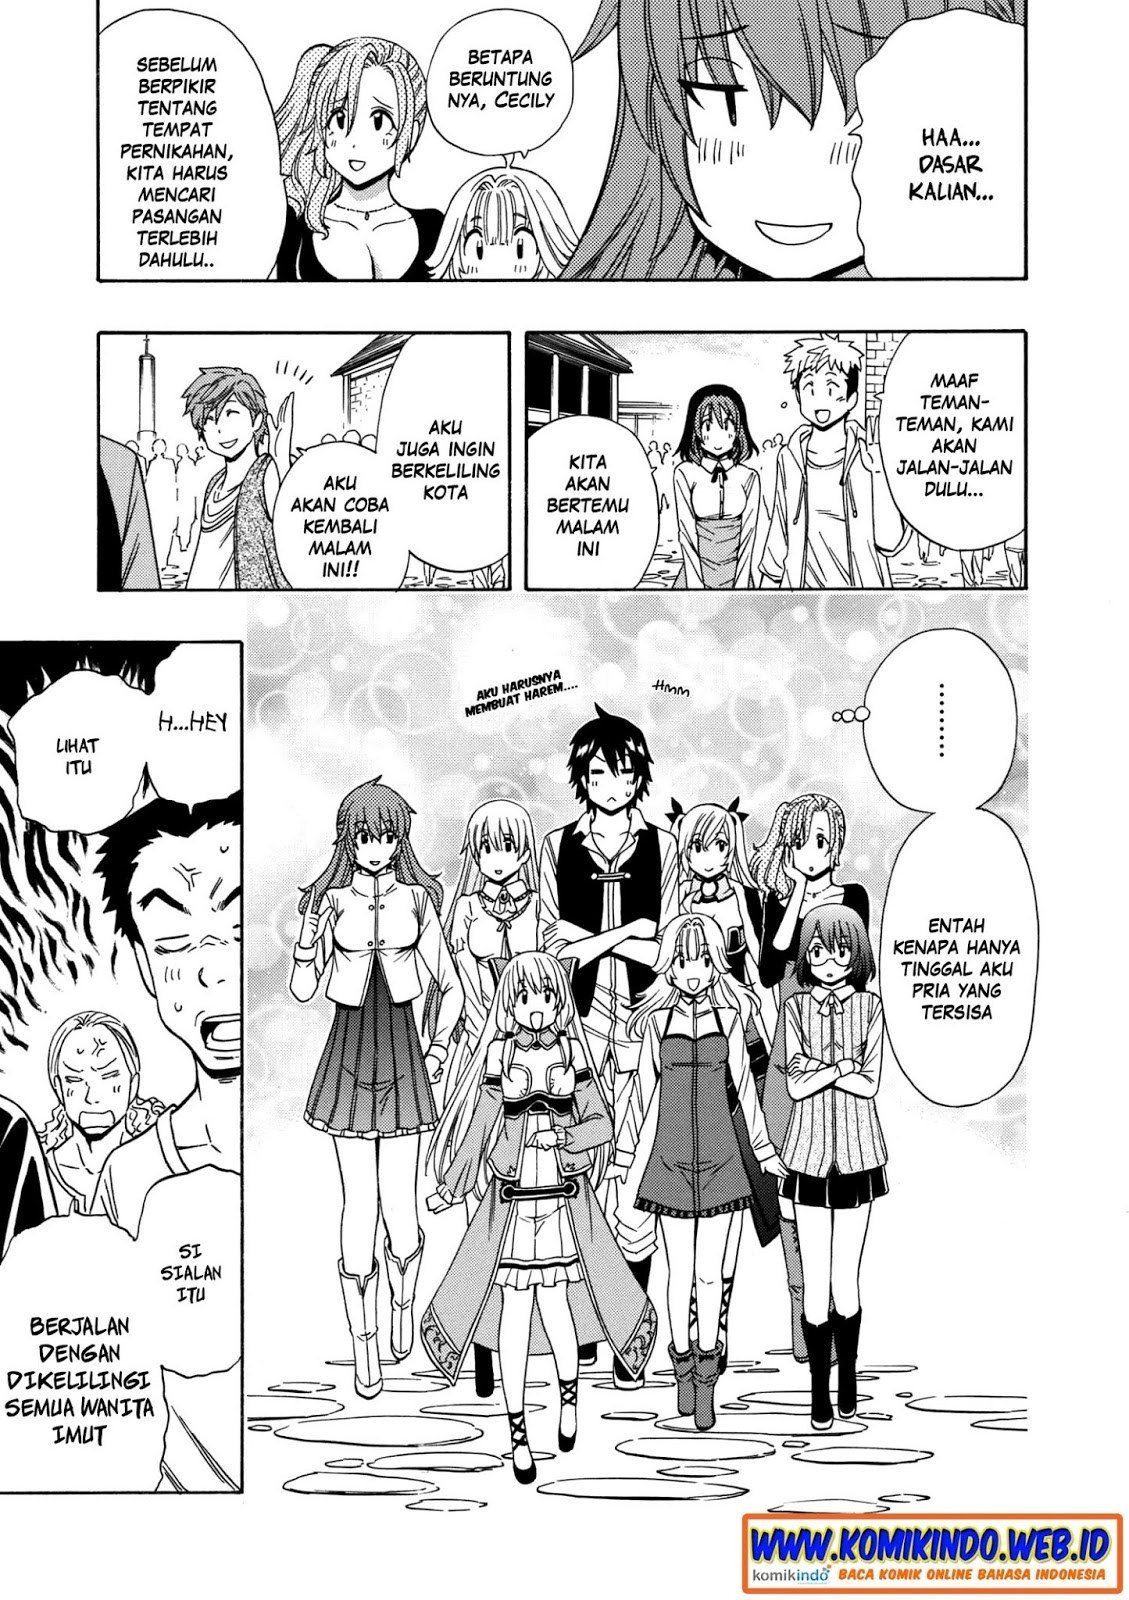 HAA...
DASAR
KALIAN...
BETAPA
BERUNTUNG
NYA, CECILY
SEBELUM
BERPIKIR
TENTANG
TEMPAT
PERNIKAHAN,
KITA HARUS
MENCARI
PASANGAN
TERLEBIH
DAHULU..
MAAF
TEMAN-
TEMAN, KAMI
AKAN
JALAN-JALAN
DULU...
KITA
AKAN
BERTEMU
MALAM
INI
AKU
JUGA INGIN
BERKELILING
KOTA
AKU
AKAN COBA
KEMBALI
MALAM
INI!!
.........
ENTAH
KENAPA HANYA
TINGGAL AKU
PRIA YANG
TERSISA
HMM
AKU HARUSNYA
MEMBUAT HAREM....
H...HEY
LIHAT
ITU
SI
SIALAN
ITU
BERJALAN
DENGAN
DIKELILINGI
SEMUA WANITA
IMUT
WWW.KOMIKINDO.WEB.ID
komikindo BACA KOMIK ONLINE BAHASA INDONESIA